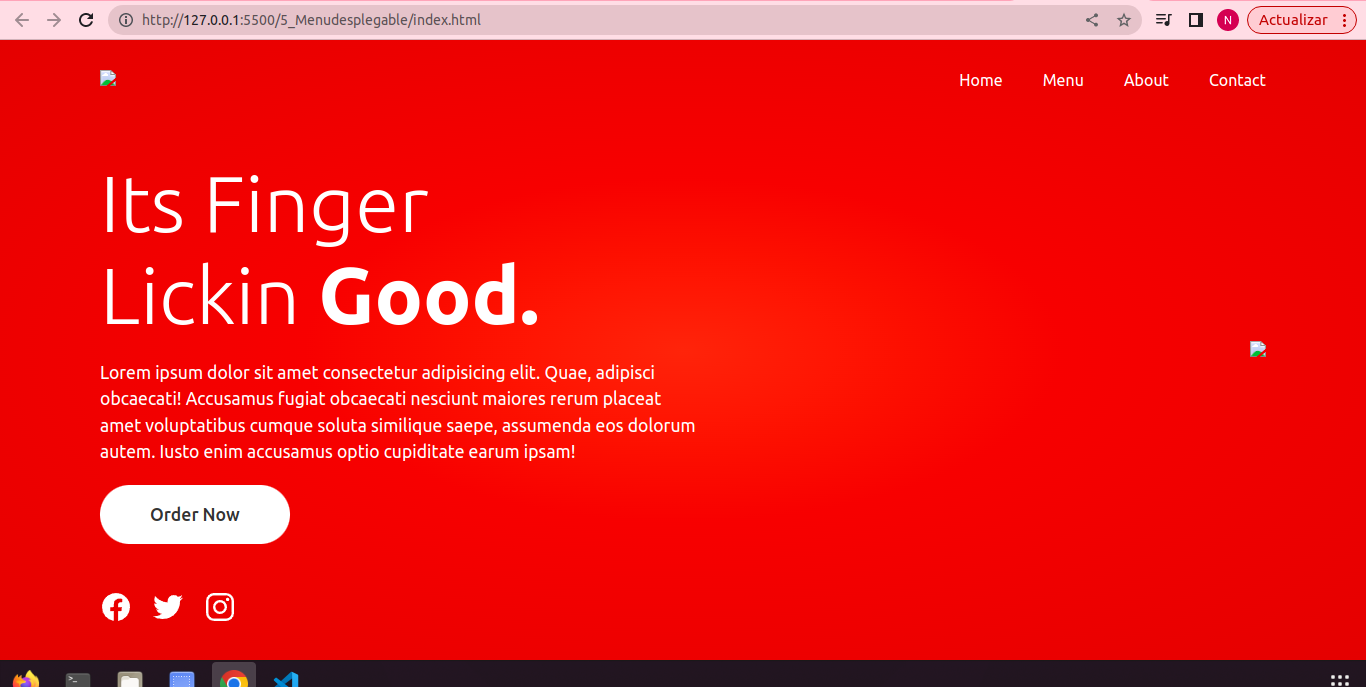 http://127.0.0.1:5500/5_Menudesplegable/index.html
N
Actualizar
Home Menu About Contact
Its Finger
Lickin Good.
Lorem ipsum dolor sit amet consectetur adipisicing elit. Quae, adipisci
obcaecati! Accusamus fugiat obcaecati nesciunt maiores rerum placeat
amet voluptatibus cumque soluta similique saepe, assumenda eos dolorum
autem. Iusto enim accusamus optio cupiditate earum ipsam!
Order Now